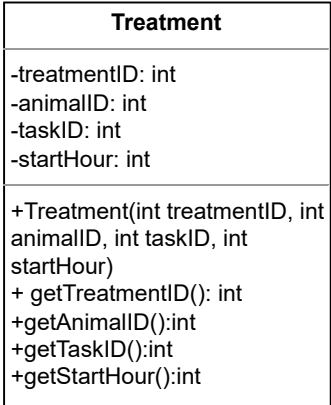 Treatment
-treatmentID: int
-animalID: int
-taskID: int
-startHour: int
+Treatment(int treatmentID, int
animalID, int taskID, int
startHour)
+ getTreatmentID(): int
+getAnimalID():int
+getTaskID():int
+getStartHour():int